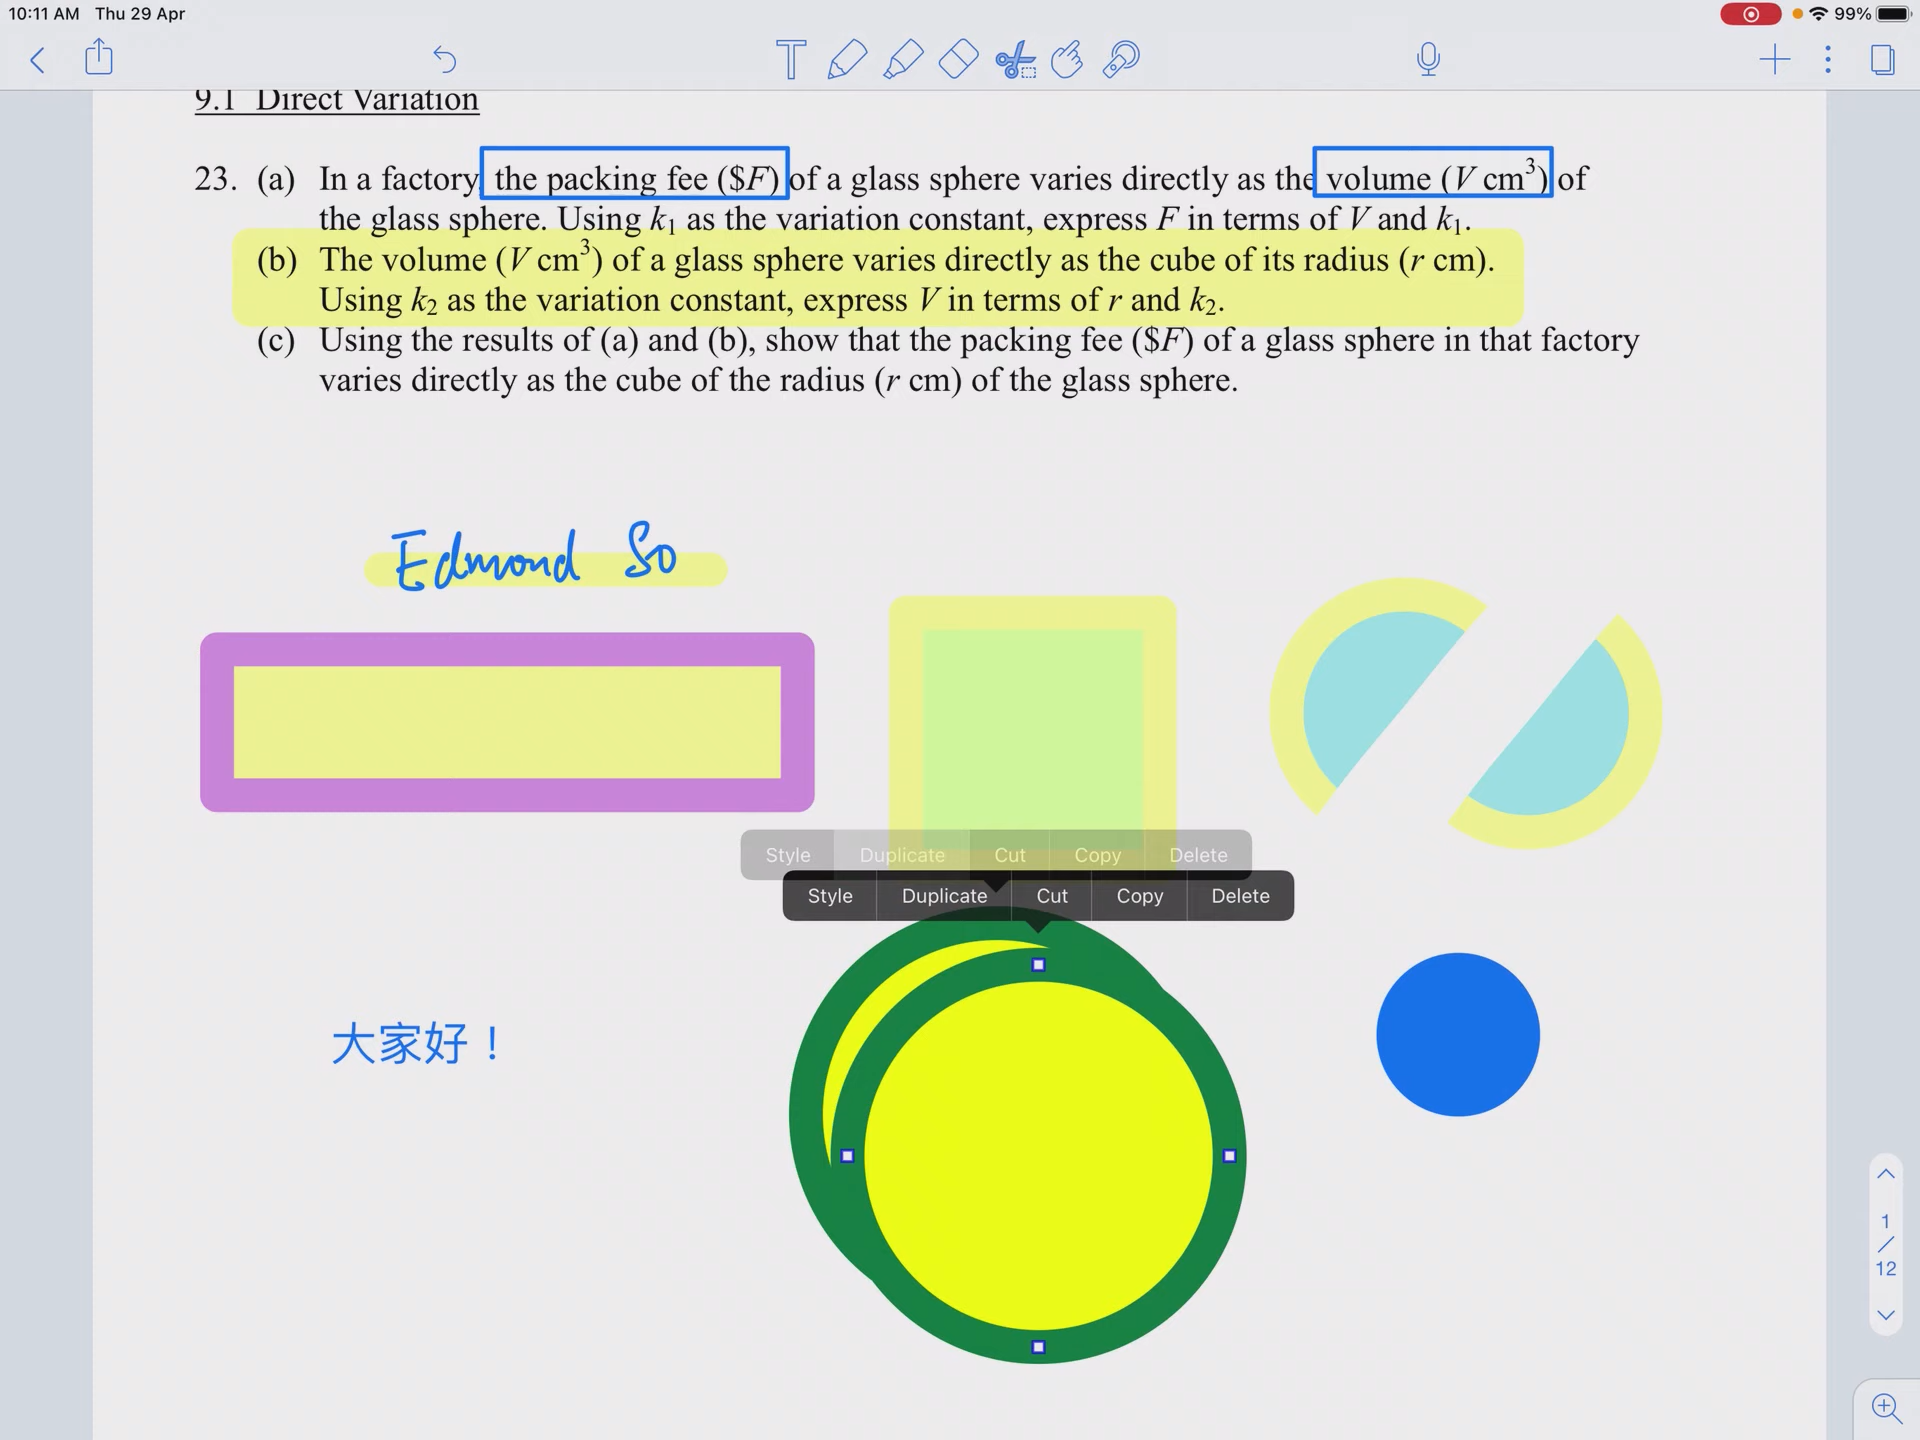 10:11 AM Thu 29 Apr
99%
9.1 Direct Variation
23. (a) In a factory, the packing fee ($F) of a glass sphere varies directly as the volume (V cm³) of
the glass sphere. Using k₁ as the variation constant, express F in terms of V and k₁.
(b) The volume (V cm³) of a glass sphere varies directly as the cube of its radius (r cm).
Using k₂ as the variation constant, express V in terms of r and k₂.
(c) Using the results of (a) and (b), show that the packing fee ($F) of a glass sphere in that factory
varies directly as the cube of the radius (r cm) of the glass sphere.
Edmond So
Style Duplicate Cut Copy Delete
Style Duplicate Cut Copy Delete
大家好！
1
/
12